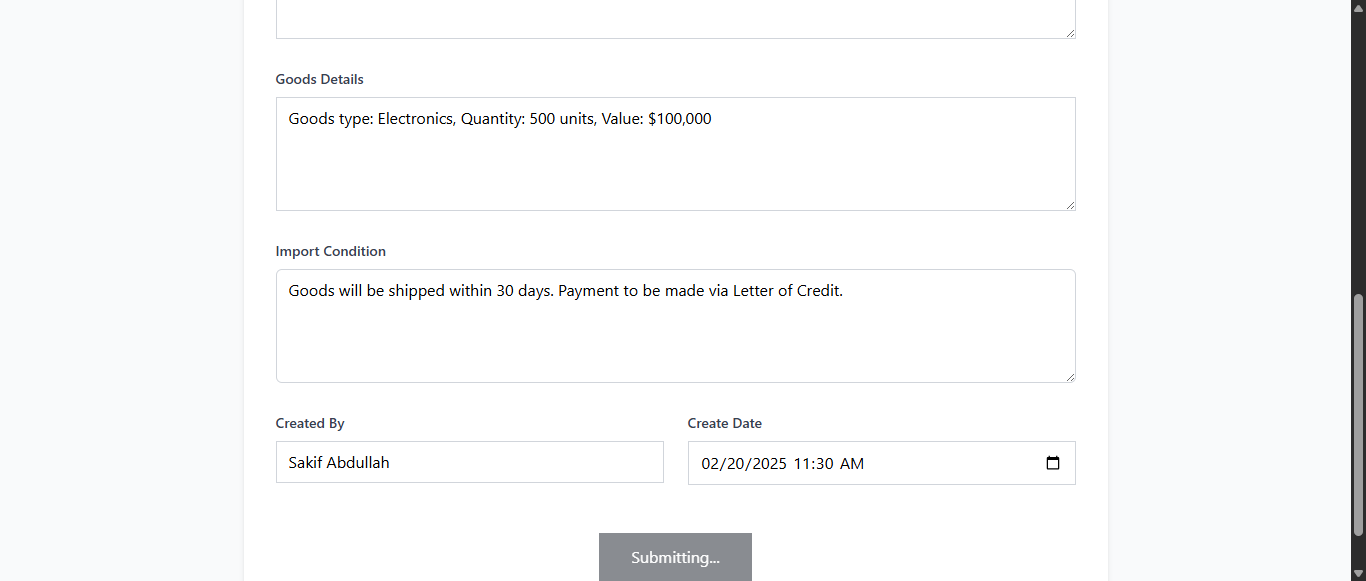 Goods Details
Goods type: Electronics, Quantity: 500 units, Value: $100,000
Import Condition
Goods will be shipped within 30 days. Payment to be made via Letter of Credit.
Created By
Create Date
Sakif Abdullah
02/20/2025 11:30 AM
Submitting...